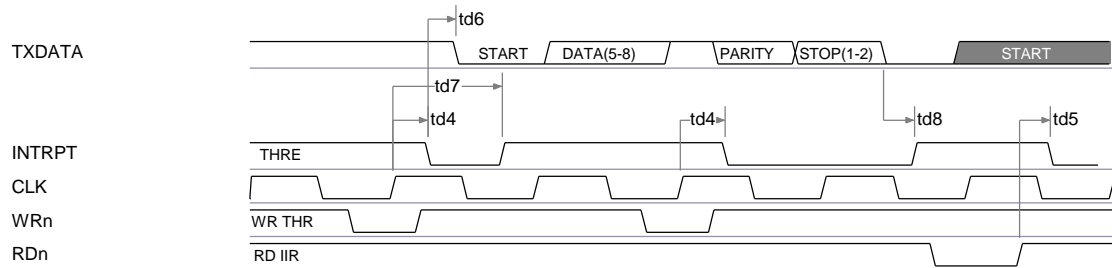 td6
TXDATA START DATA(5-8) PARITY STOP(1-2) START
td7
td4 td4 td8 td5
INTRPT THRE
CLK
WRn WR THR
RDn RD IIR